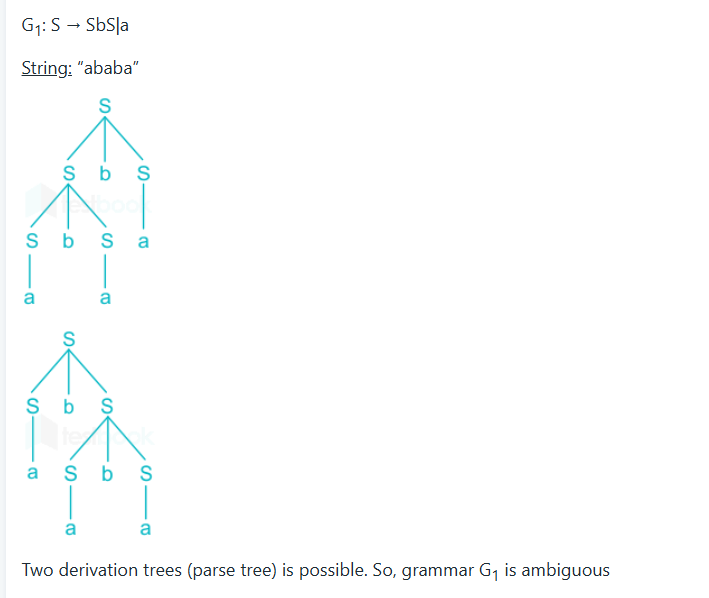 G₁: S → SbS|a
String: "ababa"
S
S b S
S b S a
a a
S
S b S
a S b S
a a
Two derivation trees (parse tree) is possible. So, grammar G₁ is ambiguous